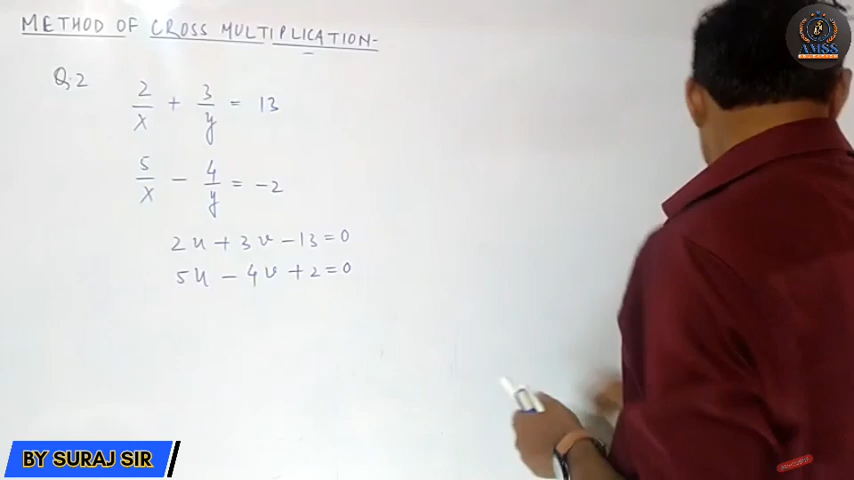 METHOD OF CROSS MULTIPLICATION-
Q.2
2/x + 3/y = 13
5/x - 4/y = -2
2u + 3v - 13 = 0
5u - 4v + 2 = 0
AMSS
EDUCATION
BY SURAJ SIR